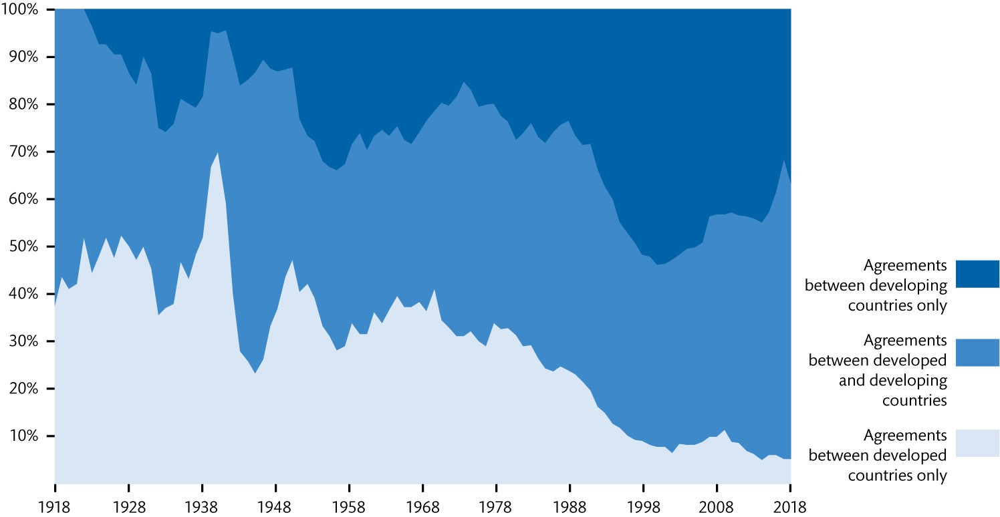 100%
90%
80%
70%
60%
50%
40%
30%
20%
10%
1918 1928 1938 1948 1958 1968 1978 1988 1998 2008 2018
Agreements
between developing
countries only
Agreements
between developed
and developing
countries
Agreements
between developed
countries only